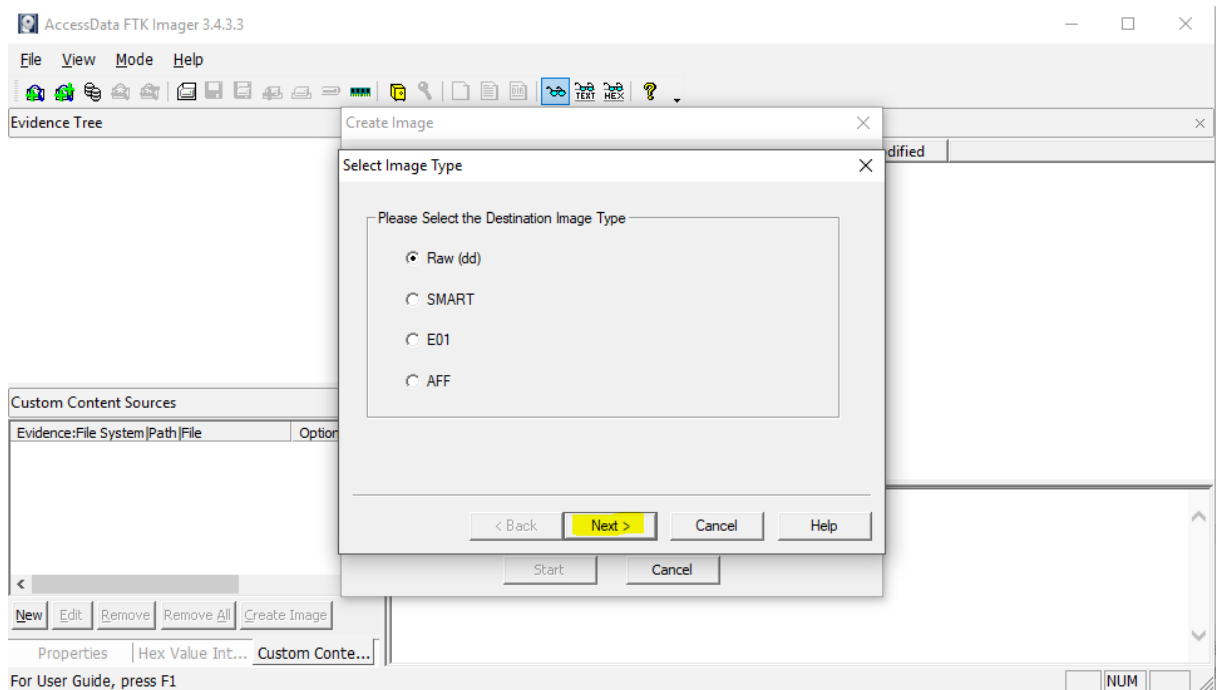 AccessData FTK Imager 3.4.3.3
File View Mode Help
TEXT HEX
Evidence Tree
Create Image
dified
Select Image Type
Please Select the Destination Image Type
Raw (dd)
SMART
E01
AFF
Custom Content Sources
Evidence:File System|Path|File Option
< Back Next > Cancel Help
Start Cancel
New Edit Remove Remove All Create Image
Properties Hex Value Int... Custom Conte...
For User Guide, press F1 NUM